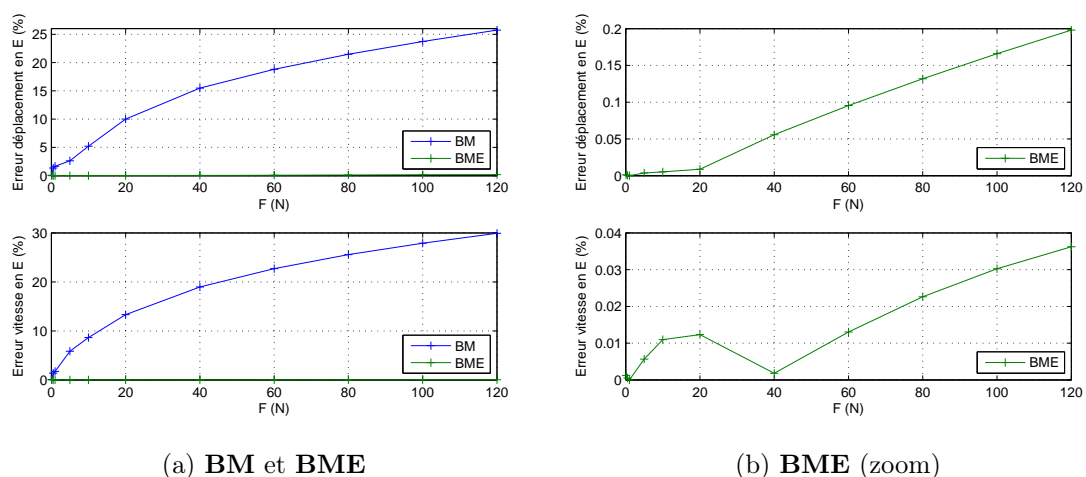 Erreur déplacement en E (%)
25
20
15
10
5
0
0 20 40 60 80 100 120
F (N)
BM
BME
Erreur vitesse en E (%)
30
20
10
0
0 20 40 60 80 100 120
F (N)
BM
BME
(a) BM et BME
Erreur déplacement en E (%)
0.2
0.15
0.1
0.05
0
0 20 40 60 80 100 120
F (N)
BME
Erreur vitesse en E (%)
0.04
0.03
0.02
0.01
0
0 20 40 60 80 100 120
F (N)
BME
(b) BME (zoom)